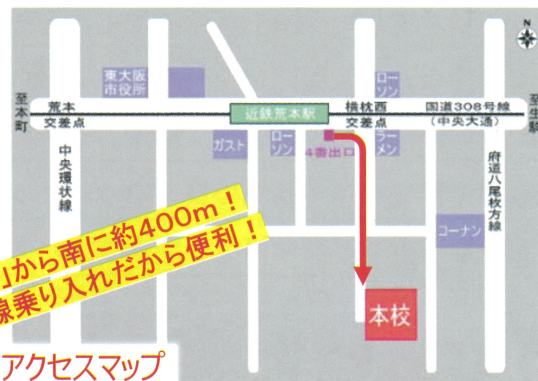 N
東大阪
市役所
ロー
ソン
至本町
荒本
交差点
近鉄荒本駅
横枕西
交差点
国道308号線
(中央大通)
至生駒
ガスト
ロー
ソン
4番出口
ラー
メン
中央環状線
府道八尾枚方線
コーナン
」から南に約400m!
線乗り入れだから便利!
本校
アクセスマップ